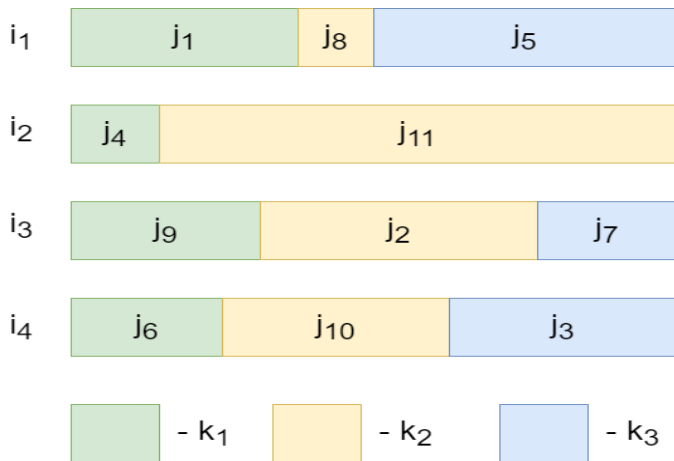 i₁ j₁ j₈ j₅
i₂ j₄ j₁₁
i₃ j₉ j₂ j₇
i₄ j₆ j₁₀ j₃
- k₁ - k₂ - k₃